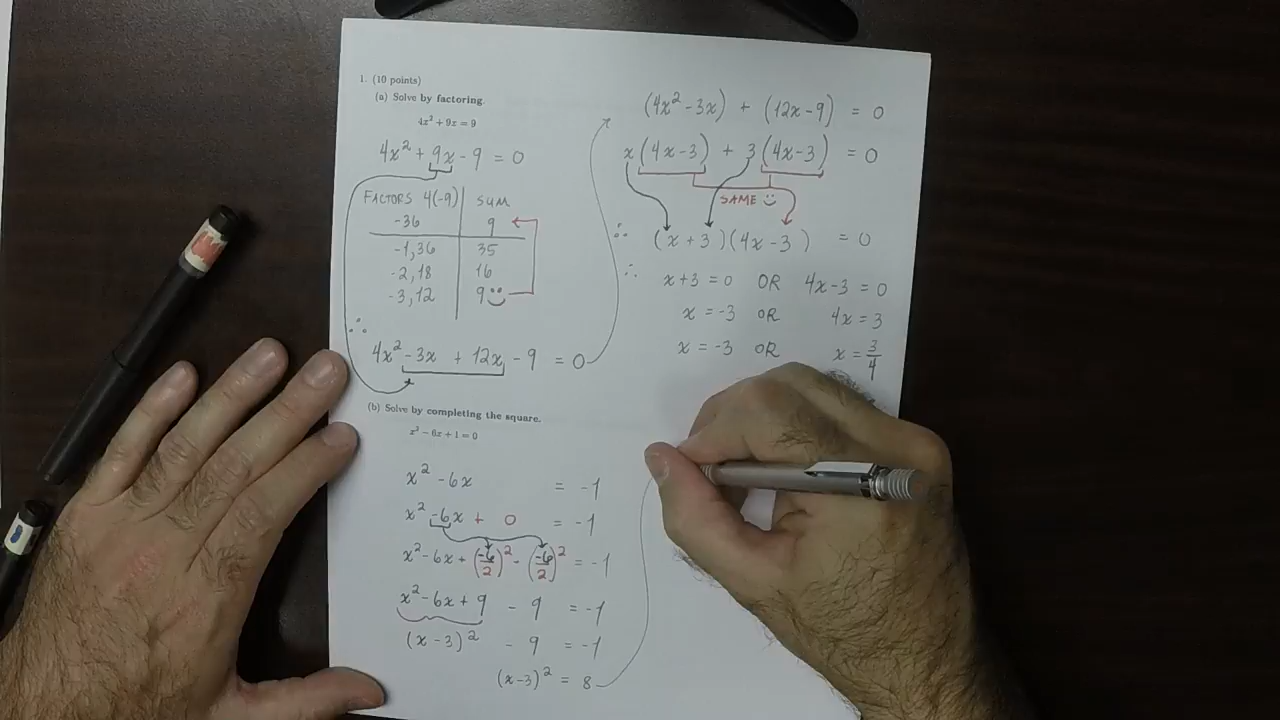 1. (10 points)
(a) Solve by factoring.
4x² + 9x = 9
4x² + 9x - 9 = 0
FACTORS 4(-9) | SUM
-36 | 9
-1, 36 | 35
-2, 18 | 16
-3, 12 | 9
∴
4x² - 3x + 12x - 9 = 0
(b) Solve by completing the square.
x² - 6x + 1 = 0
x² - 6x = -1
x² - 6x + 0 = -1
x² - 6x + (-6/2)² - (-6/2)² = -1
x² - 6x + 9 - 9 = -1
(x - 3)² - 9 = -1
(x - 3)² = 8
(4x² - 3x) + (12x - 9) = 0
x(4x - 3) + 3(4x - 3) = 0
SAME
∴ (x + 3)(4x - 3) = 0
∴ x + 3 = 0 OR 4x - 3 = 0
x = -3 OR 4x = 3
x = -3 OR x = 3/4